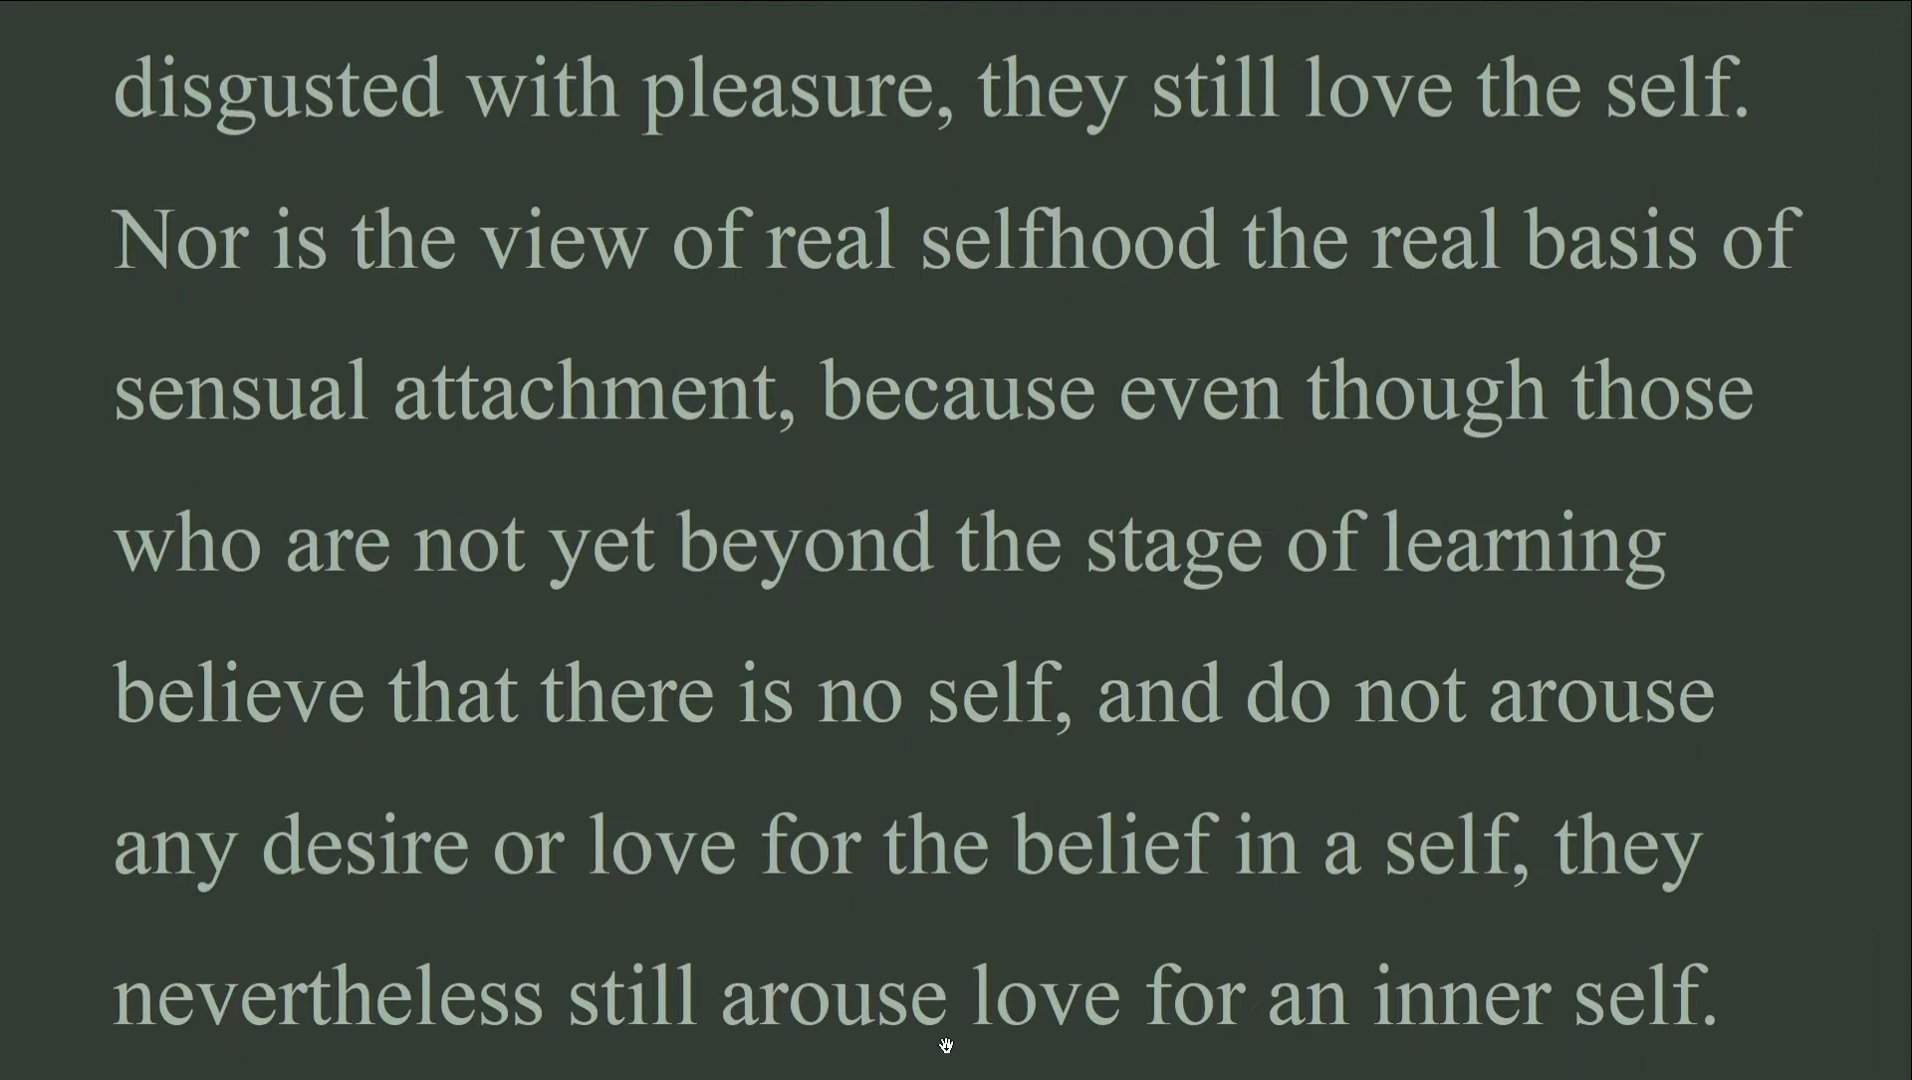 disgusted with pleasure, they still love the self.
Nor is the view of real selfhood the real basis of
sensual attachment, because even though those
who are not yet beyond the stage of learning
believe that there is no self, and do not arouse
any desire or love for the belief in a self, they
nevertheless still arouse love for an inner self.